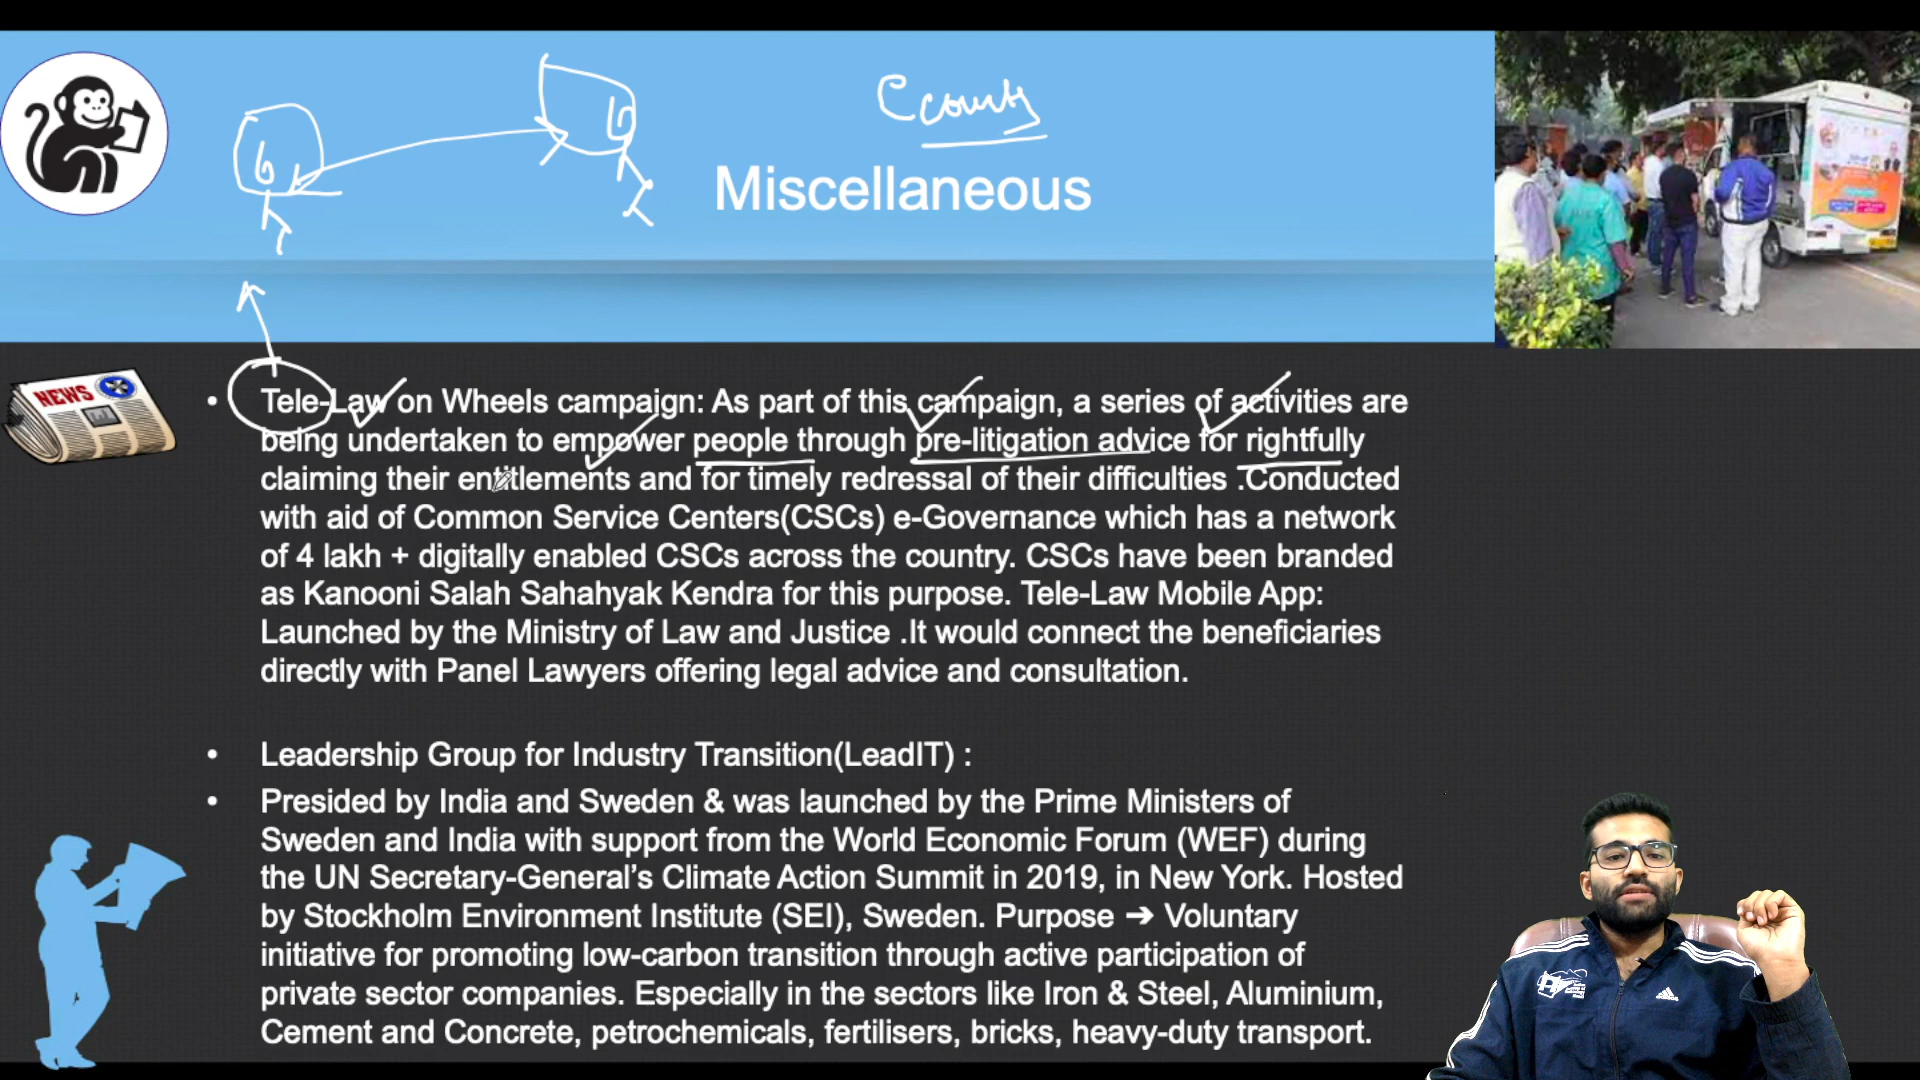 Ccourts
Miscellaneous
NEWS
• Tele-Law on Wheels campaign: As part of this campaign, a series of activities are
being undertaken to empower people through pre-litigation advice for rightfully
claiming their entitlements and for timely redressal of their difficulties .Conducted
with aid of Common Service Centers(CSCs) e-Governance which has a network
of 4 lakh + digitally enabled CSCs across the country. CSCs have been branded
as Kanooni Salah Sahahyak Kendra for this purpose. Tele-Law Mobile App:
Launched by the Ministry of Law and Justice .It would connect the beneficiaries
directly with Panel Lawyers offering legal advice and consultation.
• Leadership Group for Industry Transition(LeadIT) :
• Presided by India and Sweden & was launched by the Prime Ministers of
Sweden and India with support from the World Economic Forum (WEF) during
the UN Secretary-General’s Climate Action Summit in 2019, in New York. Hosted
by Stockholm Environment Institute (SEI), Sweden. Purpose ➔ Voluntary
initiative for promoting low-carbon transition through active participation of
private sector companies. Especially in the sectors like Iron & Steel, Aluminium,
Cement and Concrete, petrochemicals, fertilisers, bricks, heavy-duty transport.
adidas